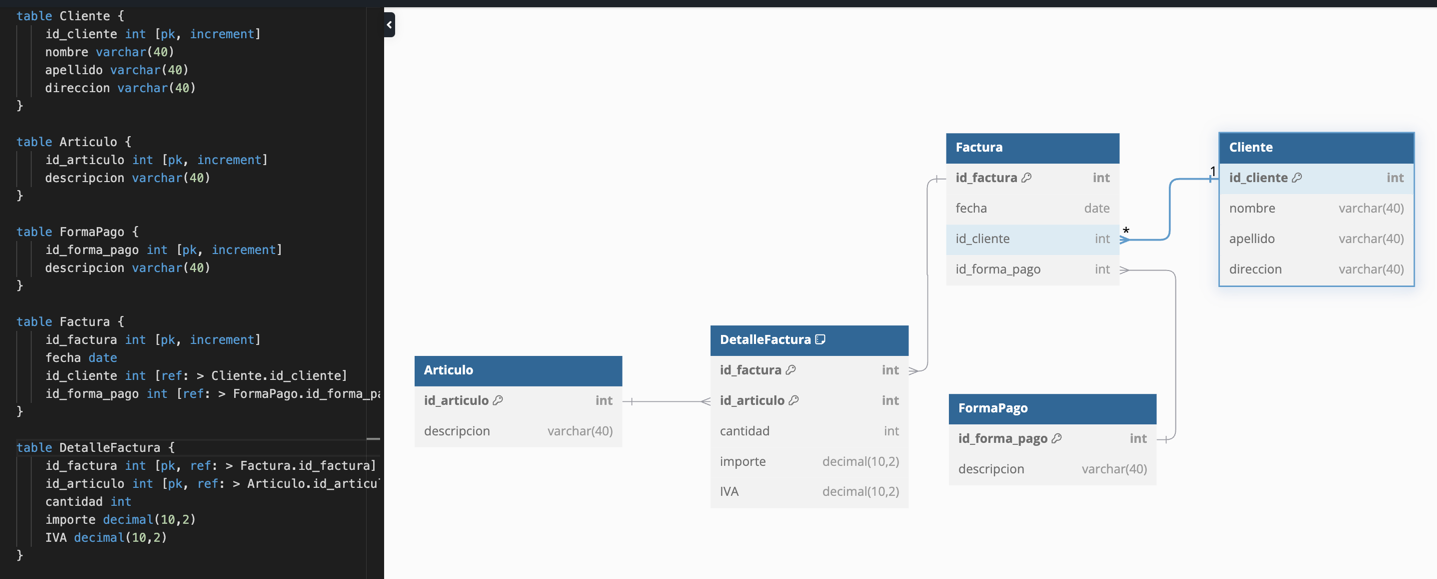 table Cliente {
id_cliente int [pk, increment]
nombre varchar(40)
apellido varchar(40)
direccion varchar(40)
}
table Articulo {
id_articulo int [pk, increment]
descripcion varchar(40)
}
table FormaPago {
id_forma_pago int [pk, increment]
descripcion varchar(40)
}
table Factura {
id_factura int [pk, increment]
fecha date
id_cliente int [ref: > Cliente.id_cliente]
id_forma_pago int [ref: > FormaPago.id_forma_pa
}
table DetalleFactura {
id_factura int [pk, ref: > Factura.id_factura]
id_articulo int [pk, ref: > Articulo.id_articu
cantidad int
importe decimal(10,2)
IVA decimal(10,2)
}
Articulo
id_articulo int
descripcion varchar(40)
DetalleFactura
id_factura int
id_articulo int
cantidad int
importe decimal(10,2)
IVA decimal(10,2)
Factura
id_factura int
fecha date
id_cliente int
id_forma_pago int
*
1
FormaPago
id_forma_pago int
descripcion varchar(40)
Cliente
id_cliente int
nombre varchar(40)
apellido varchar(40)
direccion varchar(40)